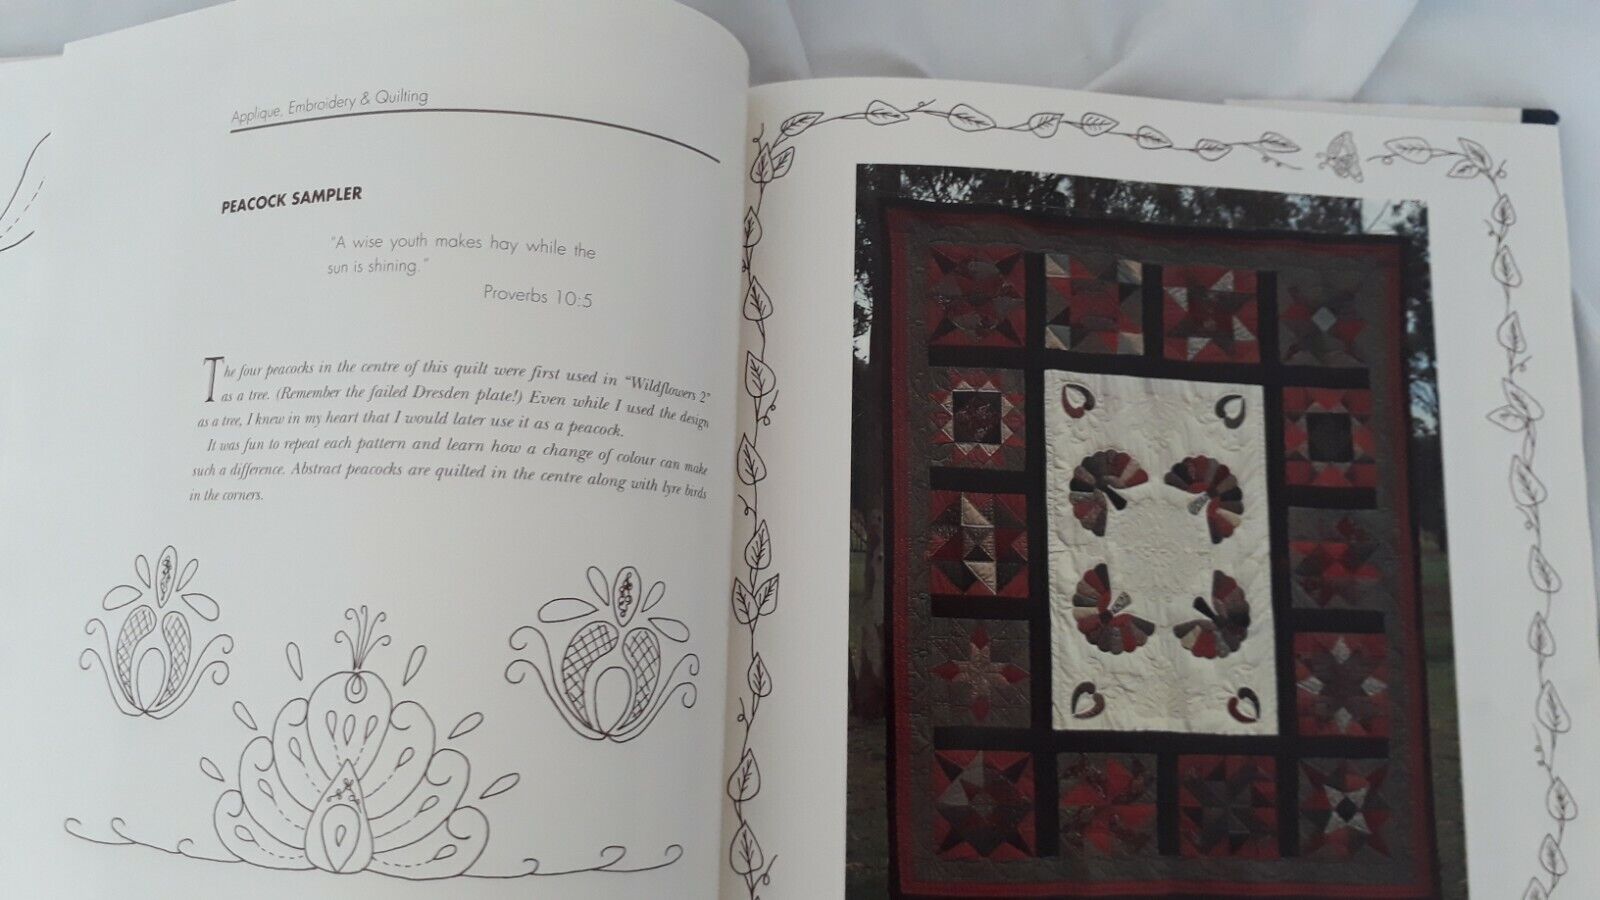 Applique, Embroidery & Quilting
PEACOCK SAMPLER
"A wise youth makes hay while the
sun is shining."
Proverbs 10:5
The four peacocks in the centre of this quilt were first used in "Wildflowers 2"
as a tree. (Remember the failed Dresden plate!) Even while I used the design
as a tree, I knew in my heart that I would later use it as a peacock.
It was fun to repeat each pattern and learn how a change of colour can make
such a difference. Abstract peacocks are quilted in the centre along with lyre birds
in the corners.